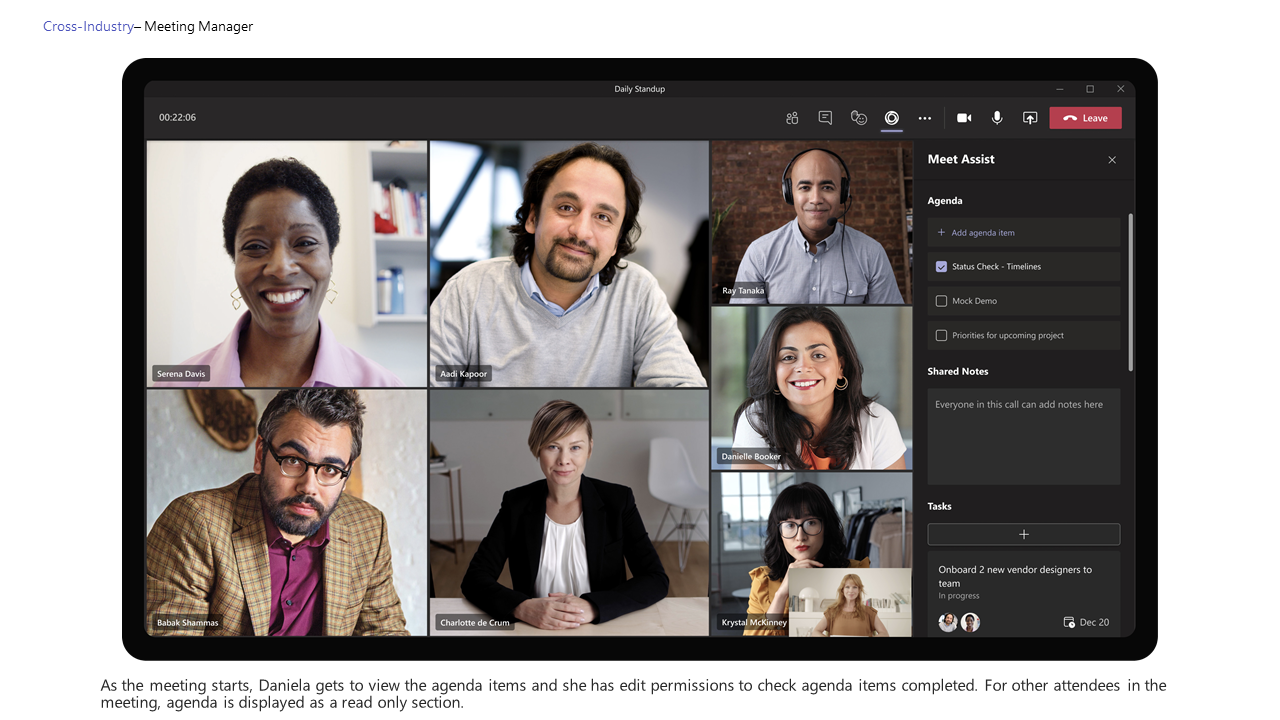 Cross-Industry– Meeting Manager
Daily Standup
00:22:06
Leave
Serena Davis
Aadi Kapoor
Ray Tanaka
Danielle Booker
Babak Shammas
Charlotte de Crum
Krystal McKinney
Meet Assist
Agenda
Add agenda item
Status Check - Timelines
Mock Demo
Priorities for upcoming project
Shared Notes
Everyone in this call can add notes here
Tasks
Onboard 2 new vendor designers to
team
In progress
Dec 20
As the meeting starts, Daniela gets to view the agenda items and she has edit permissions to check agenda items completed. For other attendees in the
meeting, agenda is displayed as a read only section.